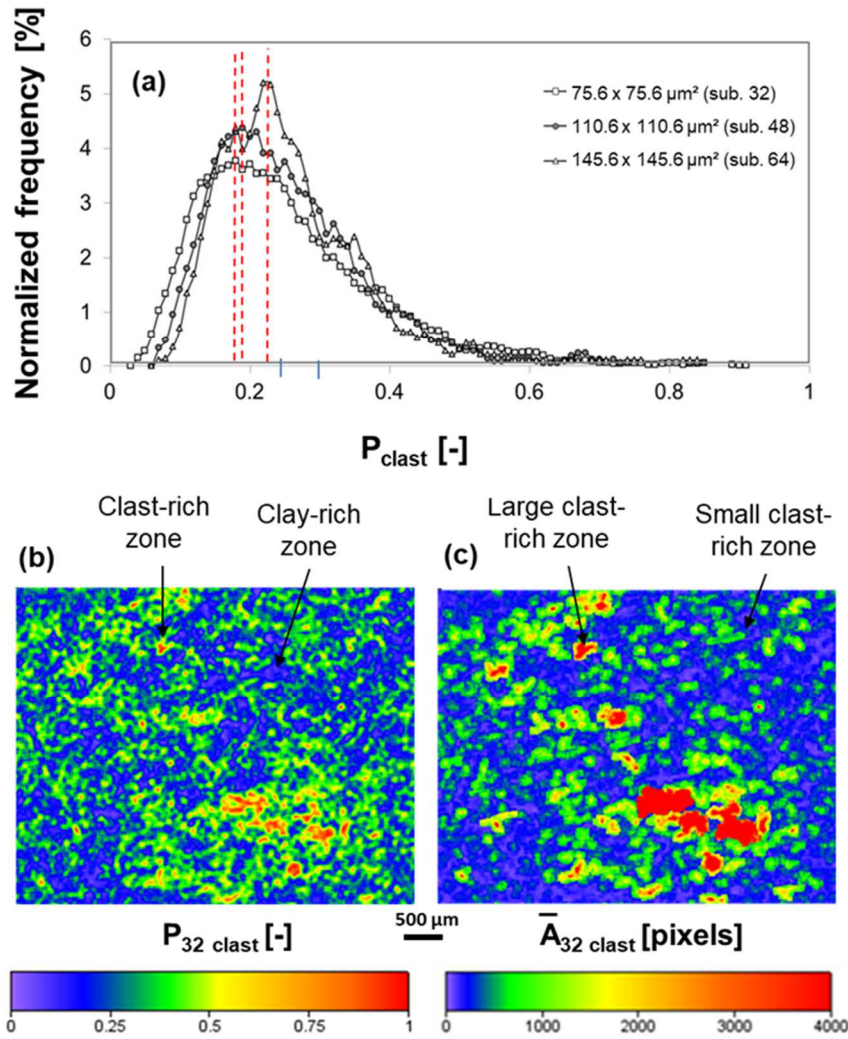 Normalized frequency [%]
6
5
4
3
2
1
0
(a)
75.6 x 75.6 µm² (sub. 32)
110.6 x 110.6 µm² (sub. 48)
145.6 x 145.6 µm² (sub. 64)
0 0.2 0.4 0.6 0.8 1
P clast [-]
(b)
Clast-rich
zone
Clay-rich
zone
(c)
Large clast-
rich zone
Small clast-
rich zone
P 32 clast [-]
500 µm
A̅ 32 clast [pixels]
0 0.25 0.5 0.75 1
0 1000 2000 3000 4000